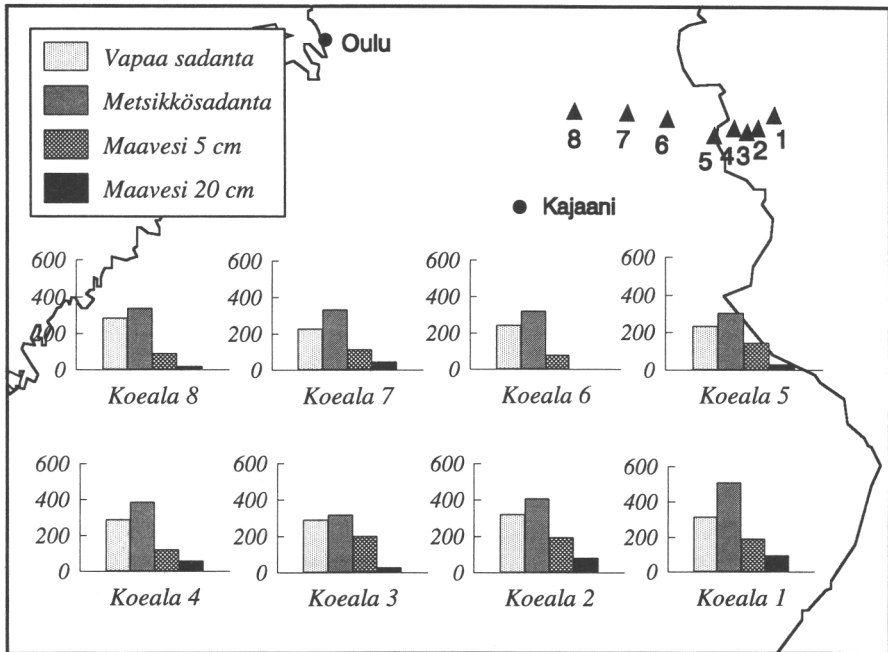 Vapaa sadanta
Metsikkösadanta
Maavesi 5 cm
Maavesi 20 cm
Oulu
8 7 6 5 4 3 2 1
Kajaani
600 600 600 600
400 400 400 400
200 200 200 200
0 0 0 0
Koeala 8 Koeala 7 Koeala 6 Koeala 5
600 600 600 600
400 400 400 400
200 200 200 200
0 0 0 0
Koeala 4 Koeala 3 Koeala 2 Koeala 1